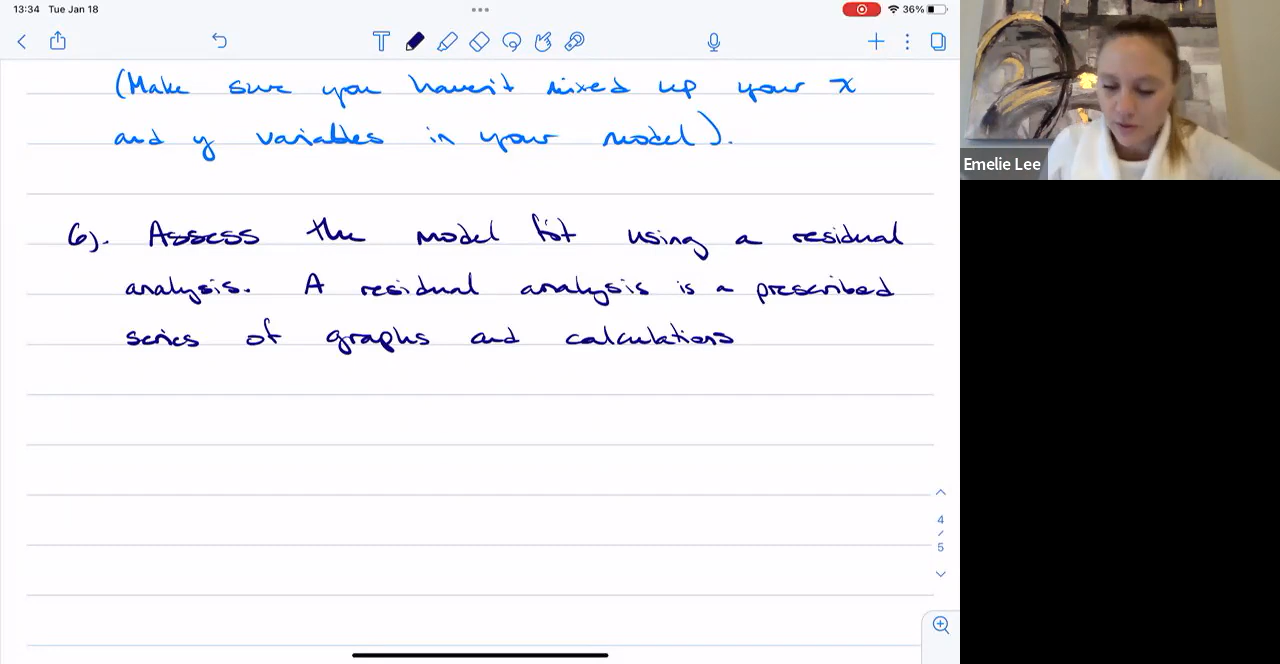 13:34 Tue Jan 18
36%
(Make sure you haven't mixed up your x
and y variables in your model).
Emelie Lee
6). Assess the model fit using a residual
analysis. A residual analysis is a prescribed
series of graphs and calculations
4
/
5